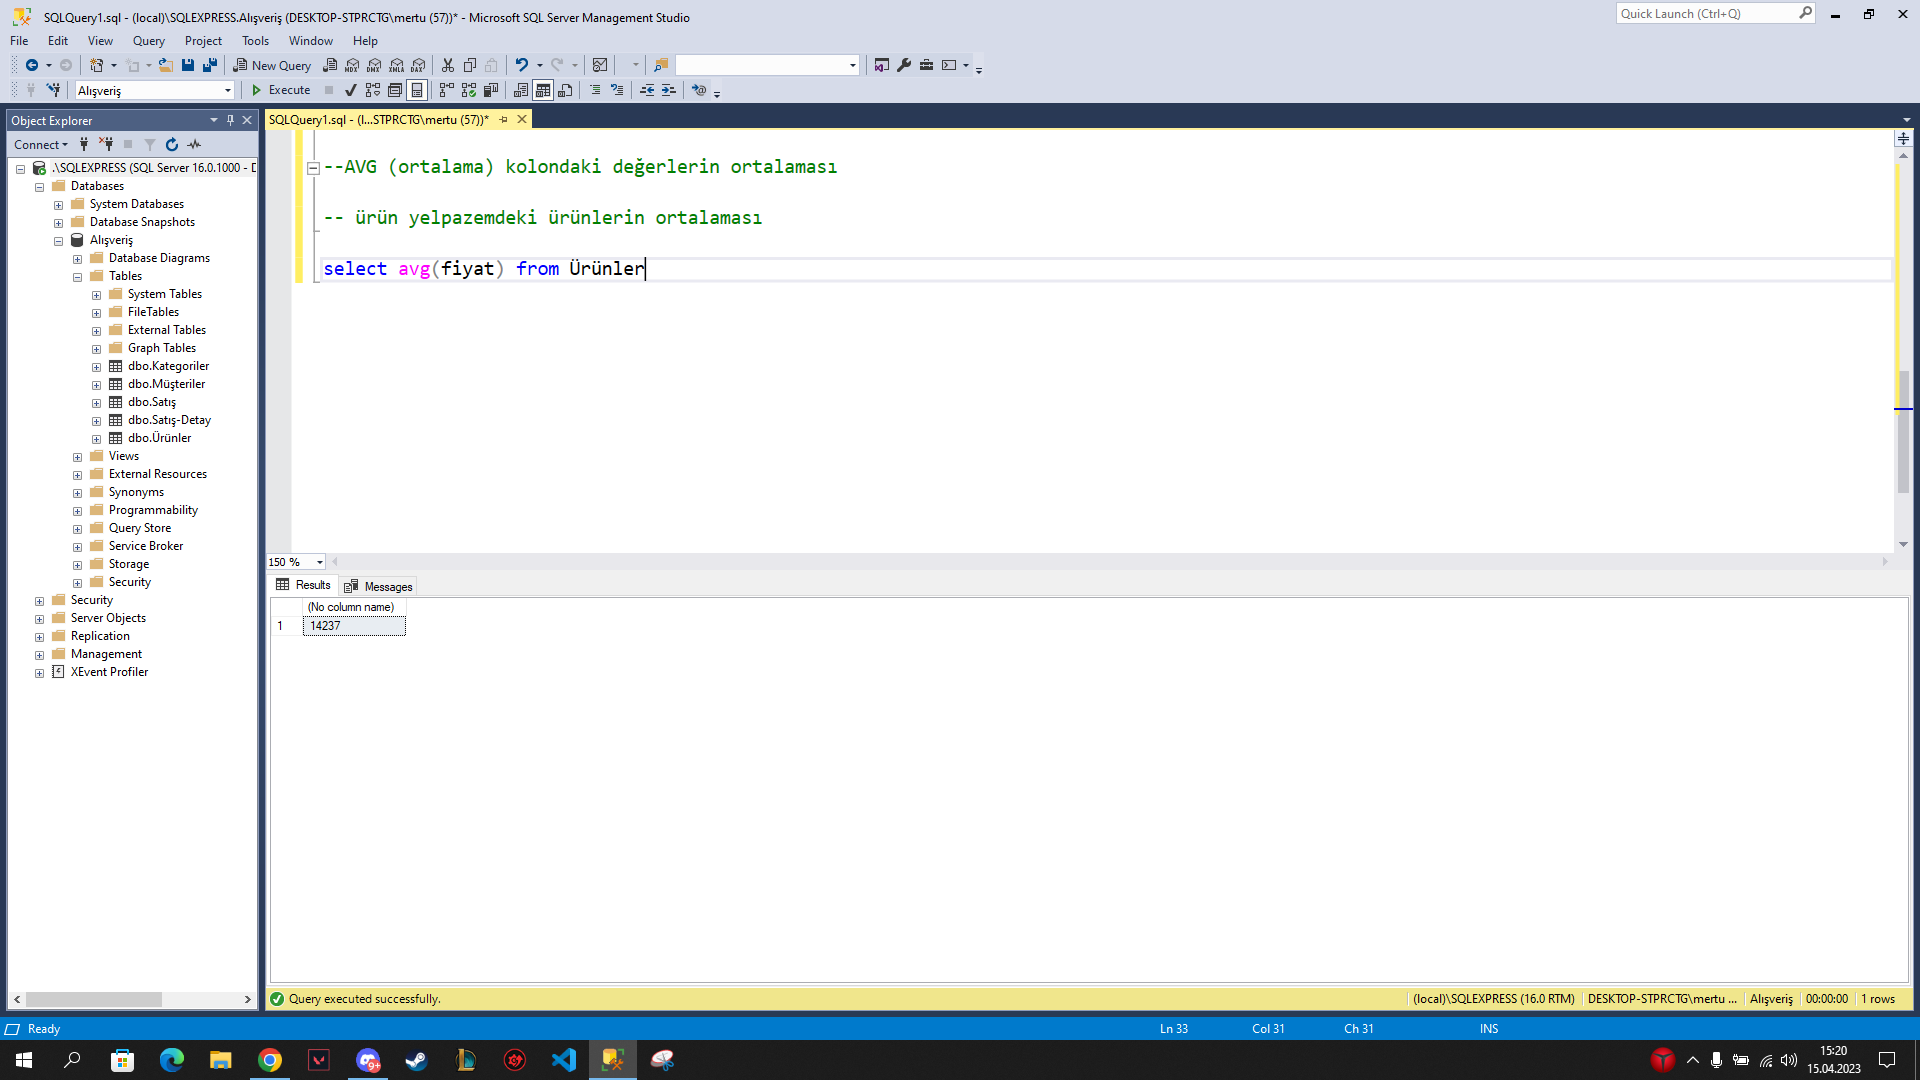 SQLQuery1.sql - (local)\SQLEXPRESS.Alışveriş (DESKTOP-STPRCTG\mertu (57))* - Microsoft SQL Server Management Studio
Quick Launch (Ctrl+Q)
File Edit View Query Project Tools Window Help
New Query
Alışveriş
Execute
Object Explorer
Connect
.\SQLEXPRESS (SQL Server 16.0.1000 - D
Databases
System Databases
Database Snapshots
Alışveriş
Database Diagrams
Tables
System Tables
FileTables
External Tables
Graph Tables
dbo.Kategoriler
dbo.Müşteriler
dbo.Satış
dbo.Satış-Detay
dbo.Ürünler
Views
External Resources
Synonyms
Programmability
Query Store
Service Broker
Storage
Security
Security
Server Objects
Replication
Management
XEvent Profiler
SQLQuery1.sql - (l...STPRCTG\mertu (57))*
--AVG (ortalama) kolondaki değerlerin ortalaması
-- ürün yelpazemdeki ürünlerin ortalaması
select avg(fiyat) from Ürünler
150 %
Results Messages
(No column name)
1 14237
Query executed successfully.
(local)\SQLEXPRESS (16.0 RTM) DESKTOP-STPRCTG\mertu ... Alışveriş 00:00:00 1 rows
Ready
Ln 33 Col 31 Ch 31 INS
9+
15:20
15.04.2023